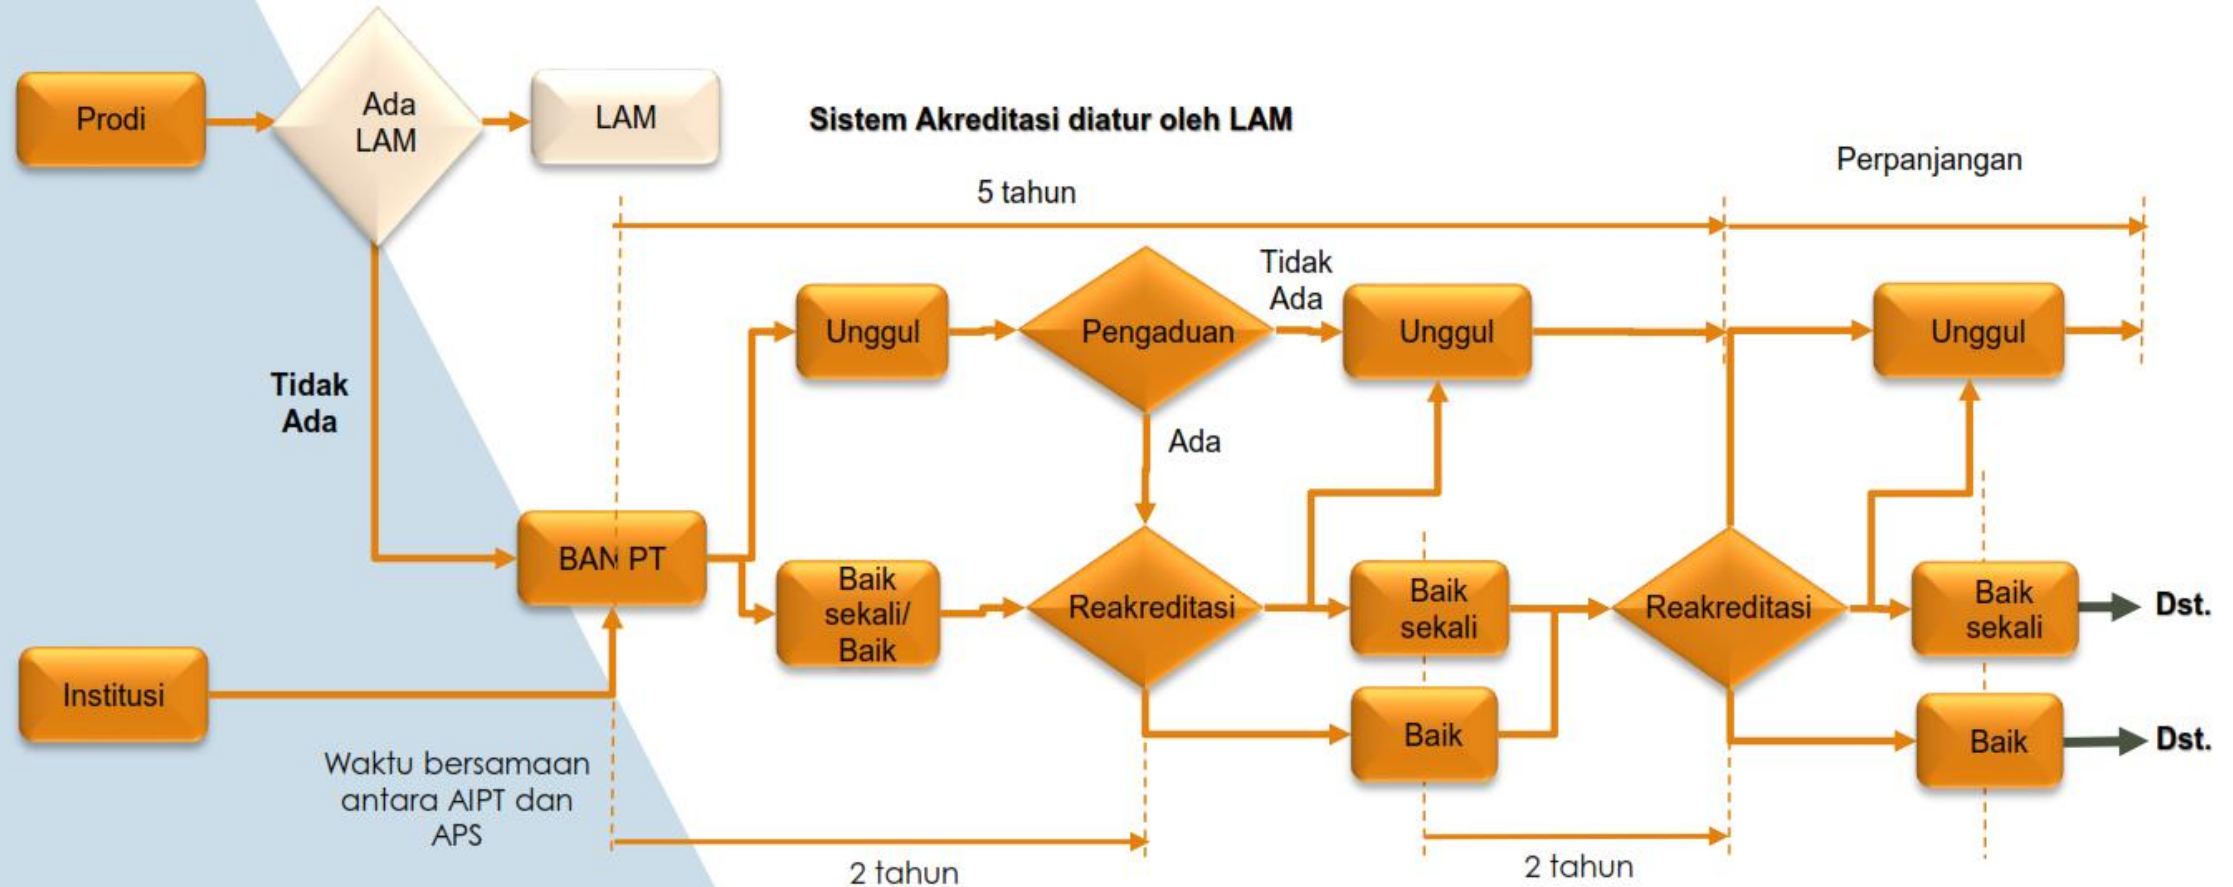 Prodi
Ada
LAM
LAM
Sistem Akreditasi diatur oleh LAM
Perpanjangan
5 tahun
Tidak
Ada
Unggul
Pengaduan
Unggul
Unggul
Tidak
Ada
Ada
BAN PT
Baik
sekali/
Baik
Reakreditasi
Baik
sekali
Reakreditasi
Baik
sekali
Dst.
Institusi
Baik
Baik
Dst.
Waktu bersamaan
antara AIPT dan
APS
2 tahun
2 tahun